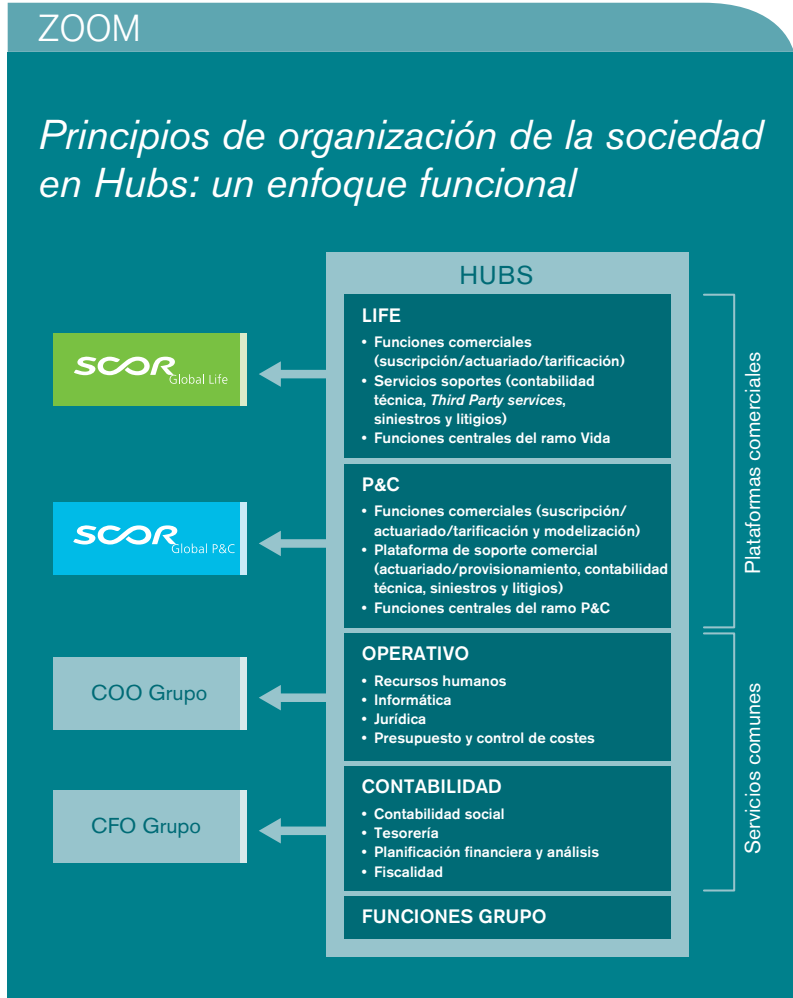 ZOOM
Principios de organización de la sociedad
en Hubs: un enfoque funcional
HUBS
LIFE
• Funciones comerciales
(suscripción/actuariado/tarificación)
• Servicios soportes (contabilidad
técnica, Third Party services,
siniestros y litigios)
• Funciones centrales del ramo Vida
SCOR
Global Life
P&C
• Funciones comerciales (suscripción/
actuariado/tarificación y modelización)
• Plataforma de soporte comercial
(actuariado/provisionamiento, contabilidad
técnica, siniestros y litigios)
• Funciones centrales del ramo P&C
SCOR
Global P&C
Plataformas comerciales
OPERATIVO
• Recursos humanos
• Informática
• Jurídica
• Presupuesto y control de costes
COO Grupo
CONTABILIDAD
• Contabilidad social
• Tesorería
• Planificación financiera y análisis
• Fiscalidad
CFO Grupo
Servicios comunes
FUNCIONES GRUPO